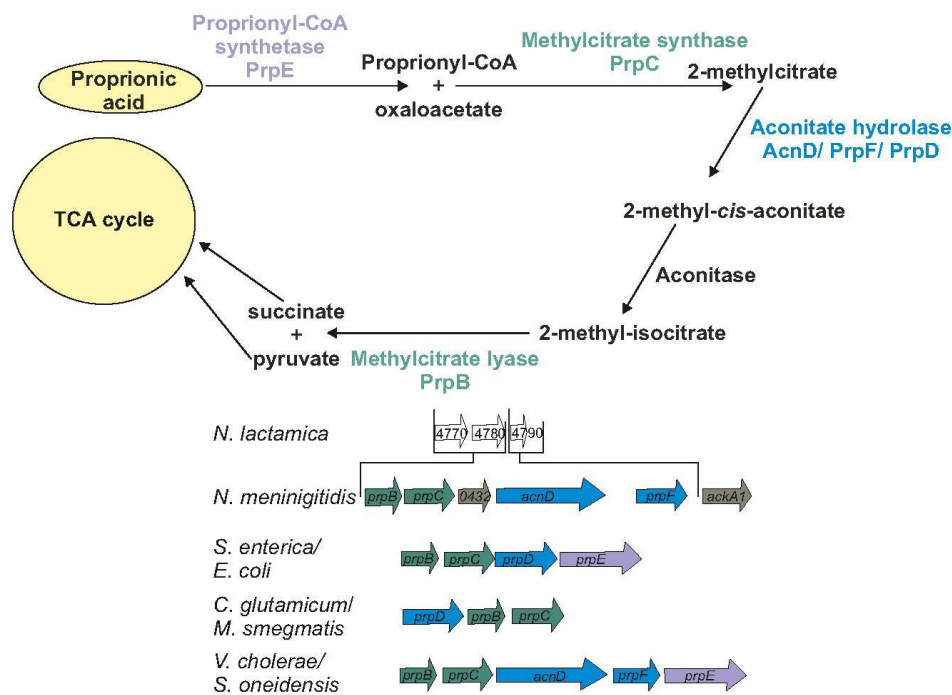 Proprionyl-CoA
synthetase
PrpE
Methylcitrate synthase
PrpC
Proprionic
acid
Proprionyl-CoA
+
oxaloacetate
2-methylcitrate
Aconitate hydrolase
AcnD/ PrpF/ PrpD
TCA cycle
2-methyl-cis-aconitate
Aconitase
succinate
+
pyruvate
2-methyl-isocitrate
Methylcitrate lyase
PrpB
N. lactamica
4770 4780 4790
N. meninigitidis
prpB prpC 0432 acnD prpF ackA1
S. enterica/
E. coli
prpB prpC prpD prpE
C. glutamicum/
M. smegmatis
prpD prpB prpC
V. cholerae/
S. oneidensis
prpB prpC acnD prpF prpE